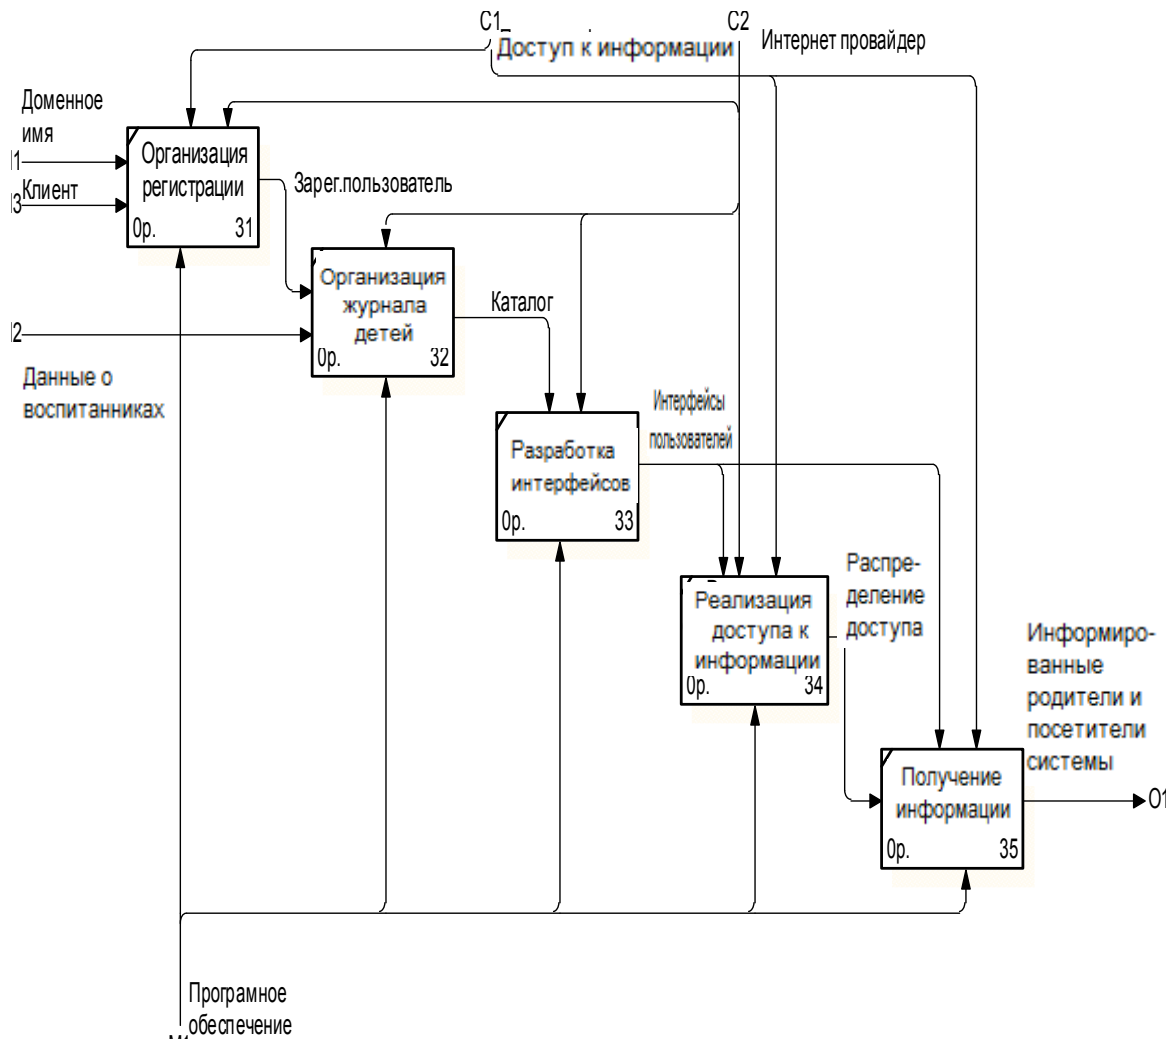 C1
C2
Доступ к информации
Интернет провайдер
Доменное
имя
I1
Клиент
I3
Организация
регистрации
0р.
31
Зарег.пользователь
Организация
журнала
детей
0р.
32
I2
Данные о
воспитанниках
Каталог
Разработка
интерфейсов
0р.
33
Интерфейсы
пользователей
Реализация
доступа к
информации
0р.
34
Распре-
деление
доступа
Получение
информации
0р.
35
Информиро-
ванные
родители и
посетители
системы
O1
Програмное
обеспечение